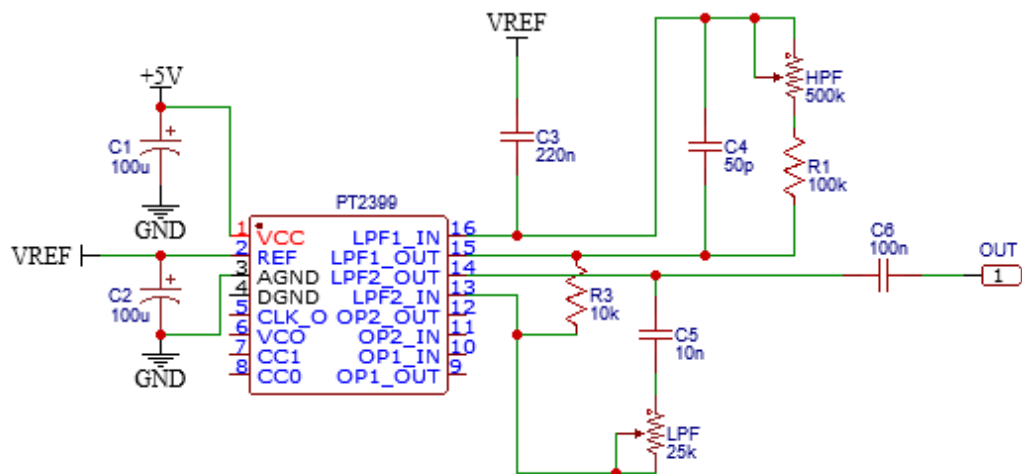 VREF
+5V
HPF
500k
C3
220n
C4
50p
R1
100k
C1
100u
GND
PT2399
1 VCC LPF1_IN 16
VREF
2 REF LPF1_OUT 15
3 AGND LPF2_OUT 14
4 DGND LPF2_IN 13
5 CLK_O OP2_OUT 12
6 VCO OP2_IN 11
7 CC1 OP1_IN 10
8 CC0 OP1_OUT 9
C2
100u
GND
R3
10k
C6
100n
OUT
1
C5
10n
LPF
25k